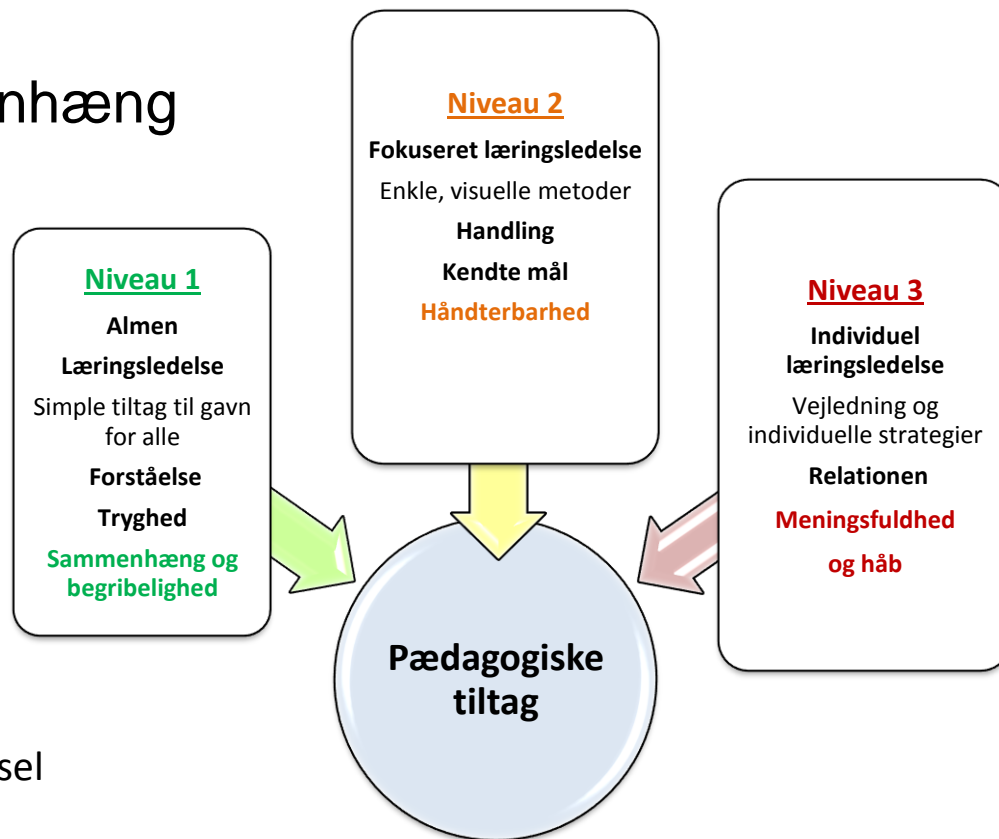 nhæng
Niveau 1
Almen
Læringsledelse
Simple tiltag til gavn
for alle
Forståelse
Tryghed
Sammenhæng og
begribelighed
Niveau 2
Fokuseret læringsledelse
Enkle, visuelle metoder
Handling
Kendte mål
Håndterbarhed
Niveau 3
Individuel
læringsledelse
Vejledning og
individuelle strategier
Relationen
Meningsfuldhed
og håb
Pædagogiske
tiltag
sel